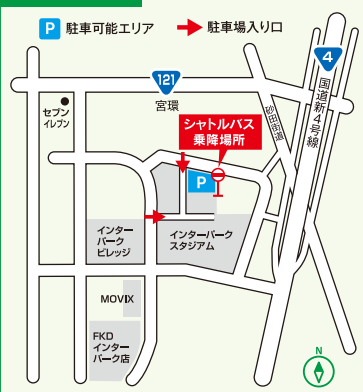 P 駐車可能エリア
駐車場入り口
121
宮環
4
国道新4号線
砂田街道
セブン
イレブン
シャトルバス
乗降場所
P
インター
パーク
ビレッジ
インターパーク
スタジアム
MOVIX
FKD
インター
パーク店
N